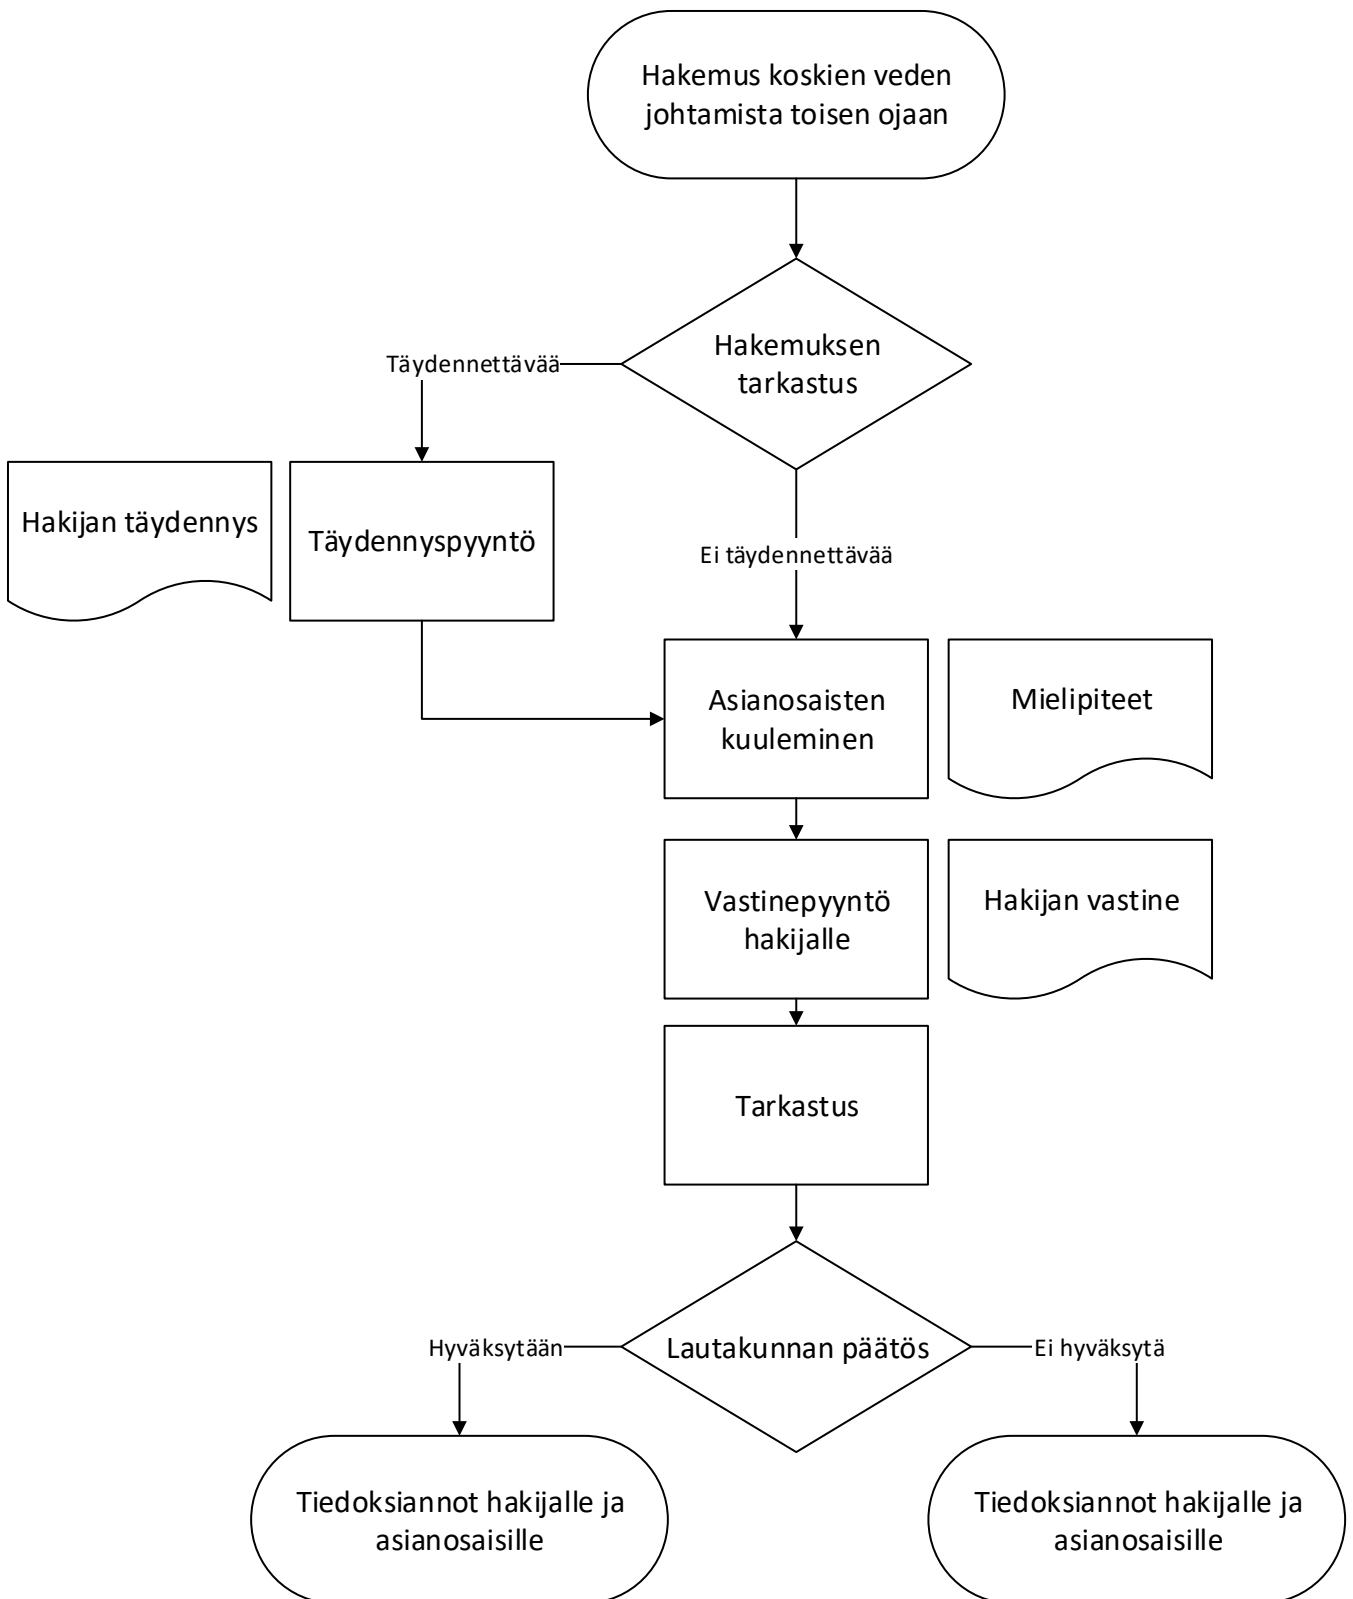 Hakemus koskien veden
johtamista toisen ojaan
Hakemuksen
tarkastus
Täydennettävää
Hakijan täydennys
Täydennyspyyntö
Ei täydennettävää
Asianosaisten
kuuleminen
Mielipiteet
Vastinepyyntö
hakijalle
Hakijan vastine
Tarkastus
Lautakunnan päätös
Hyväksytään
Ei hyväksytä
Tiedoksiannot hakijalle ja
asianosaisille
Tiedoksiannot hakijalle ja
asianosaisille